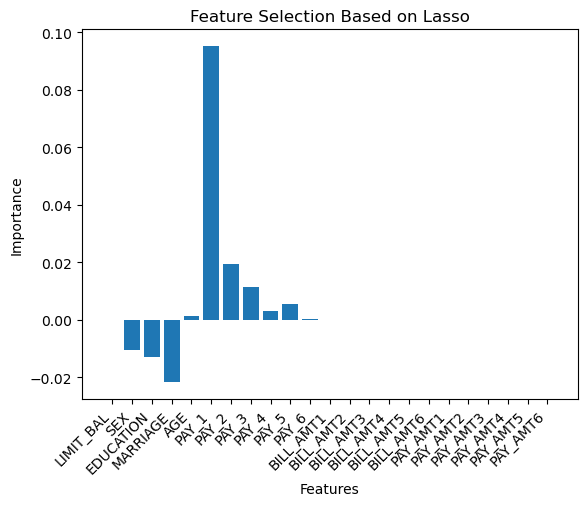 Feature Selection Based on Lasso
Importance
0.10
0.08
0.06
0.04
0.02
0.00
−0.02
LIMIT_BAL
SEX
EDUCATION
MARRIAGE
AGE
PAY_1
PAY_2
PAY_3
PAY_4
PAY_5
PAY_6
BILL_AMT1
BILL_AMT2
BILL_AMT3
BILL_AMT4
BILL_AMT5
BILL_AMT6
PAY_AMT1
PAY_AMT2
PAY_AMT3
PAY_AMT4
PAY_AMT5
PAY_AMT6
Features